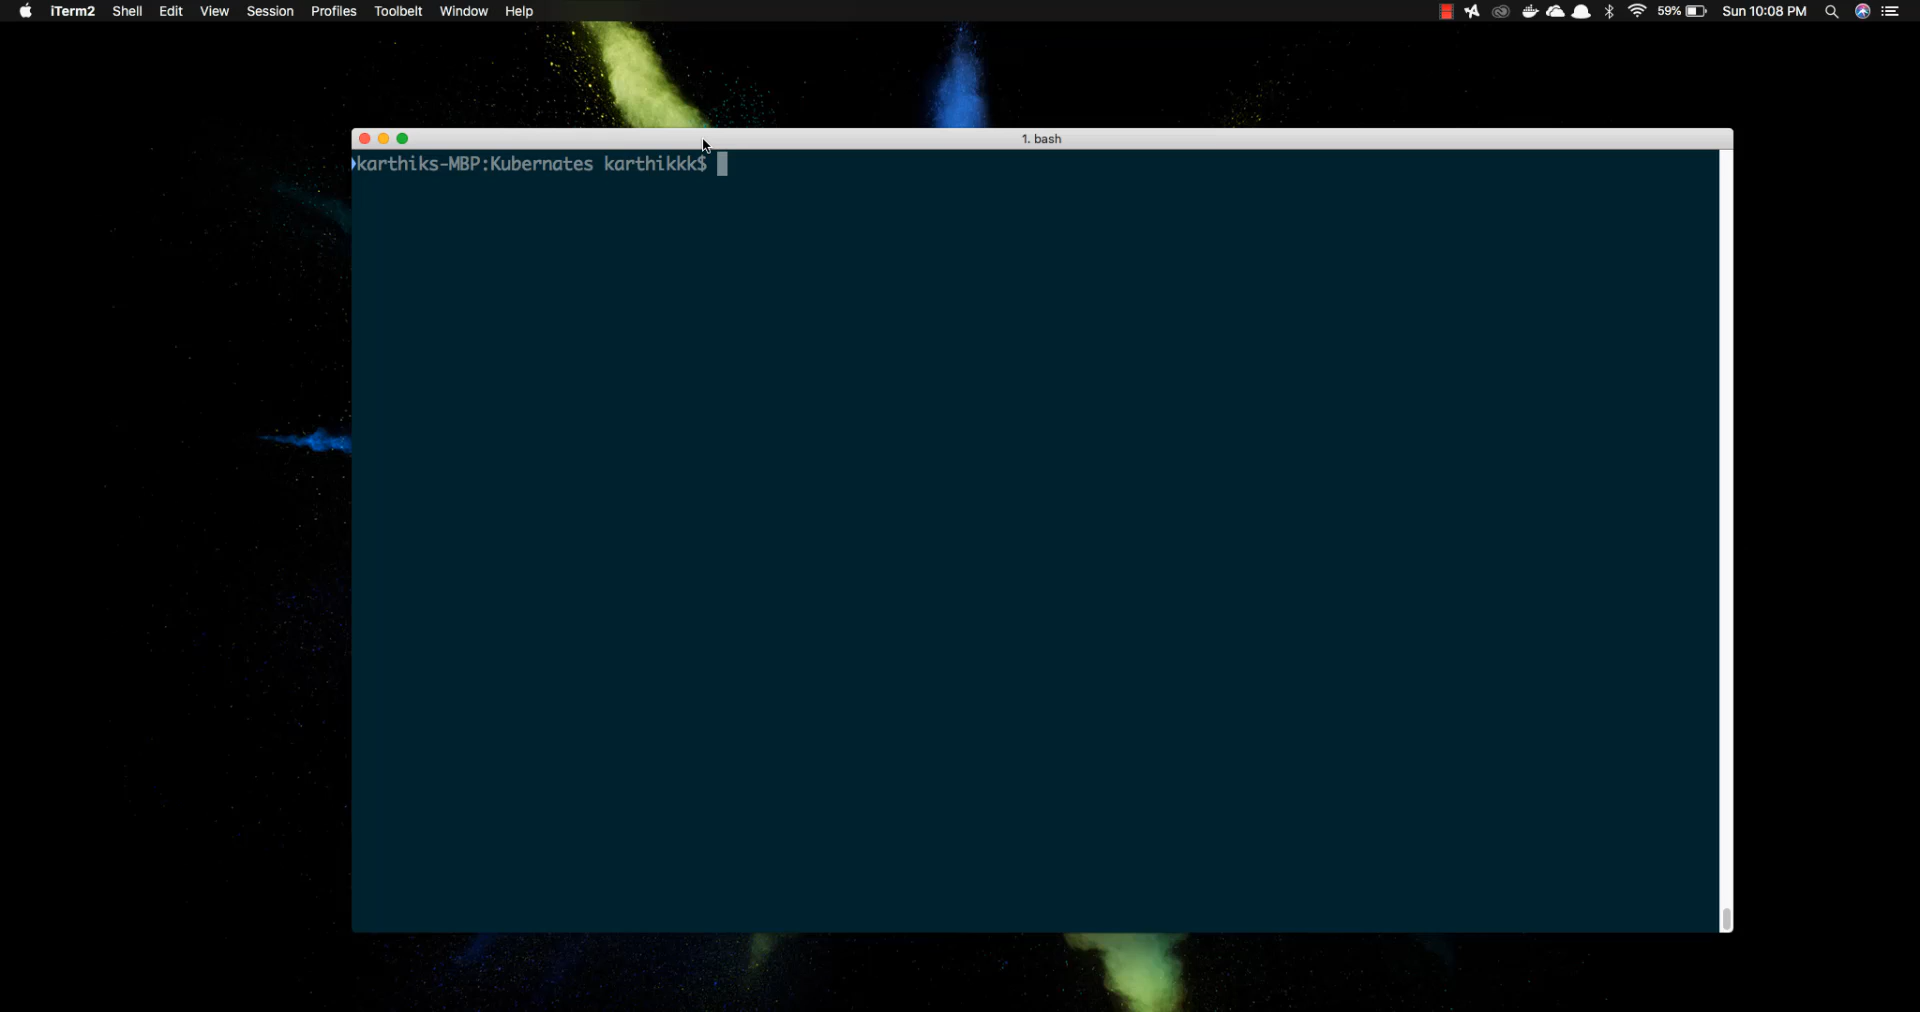 iTerm2 Shell Edit View Session Profiles Toolbelt Window Help 59% Sun 10:08 PM
1. bash
karthiks-MBP:Kubernates karthikkk$